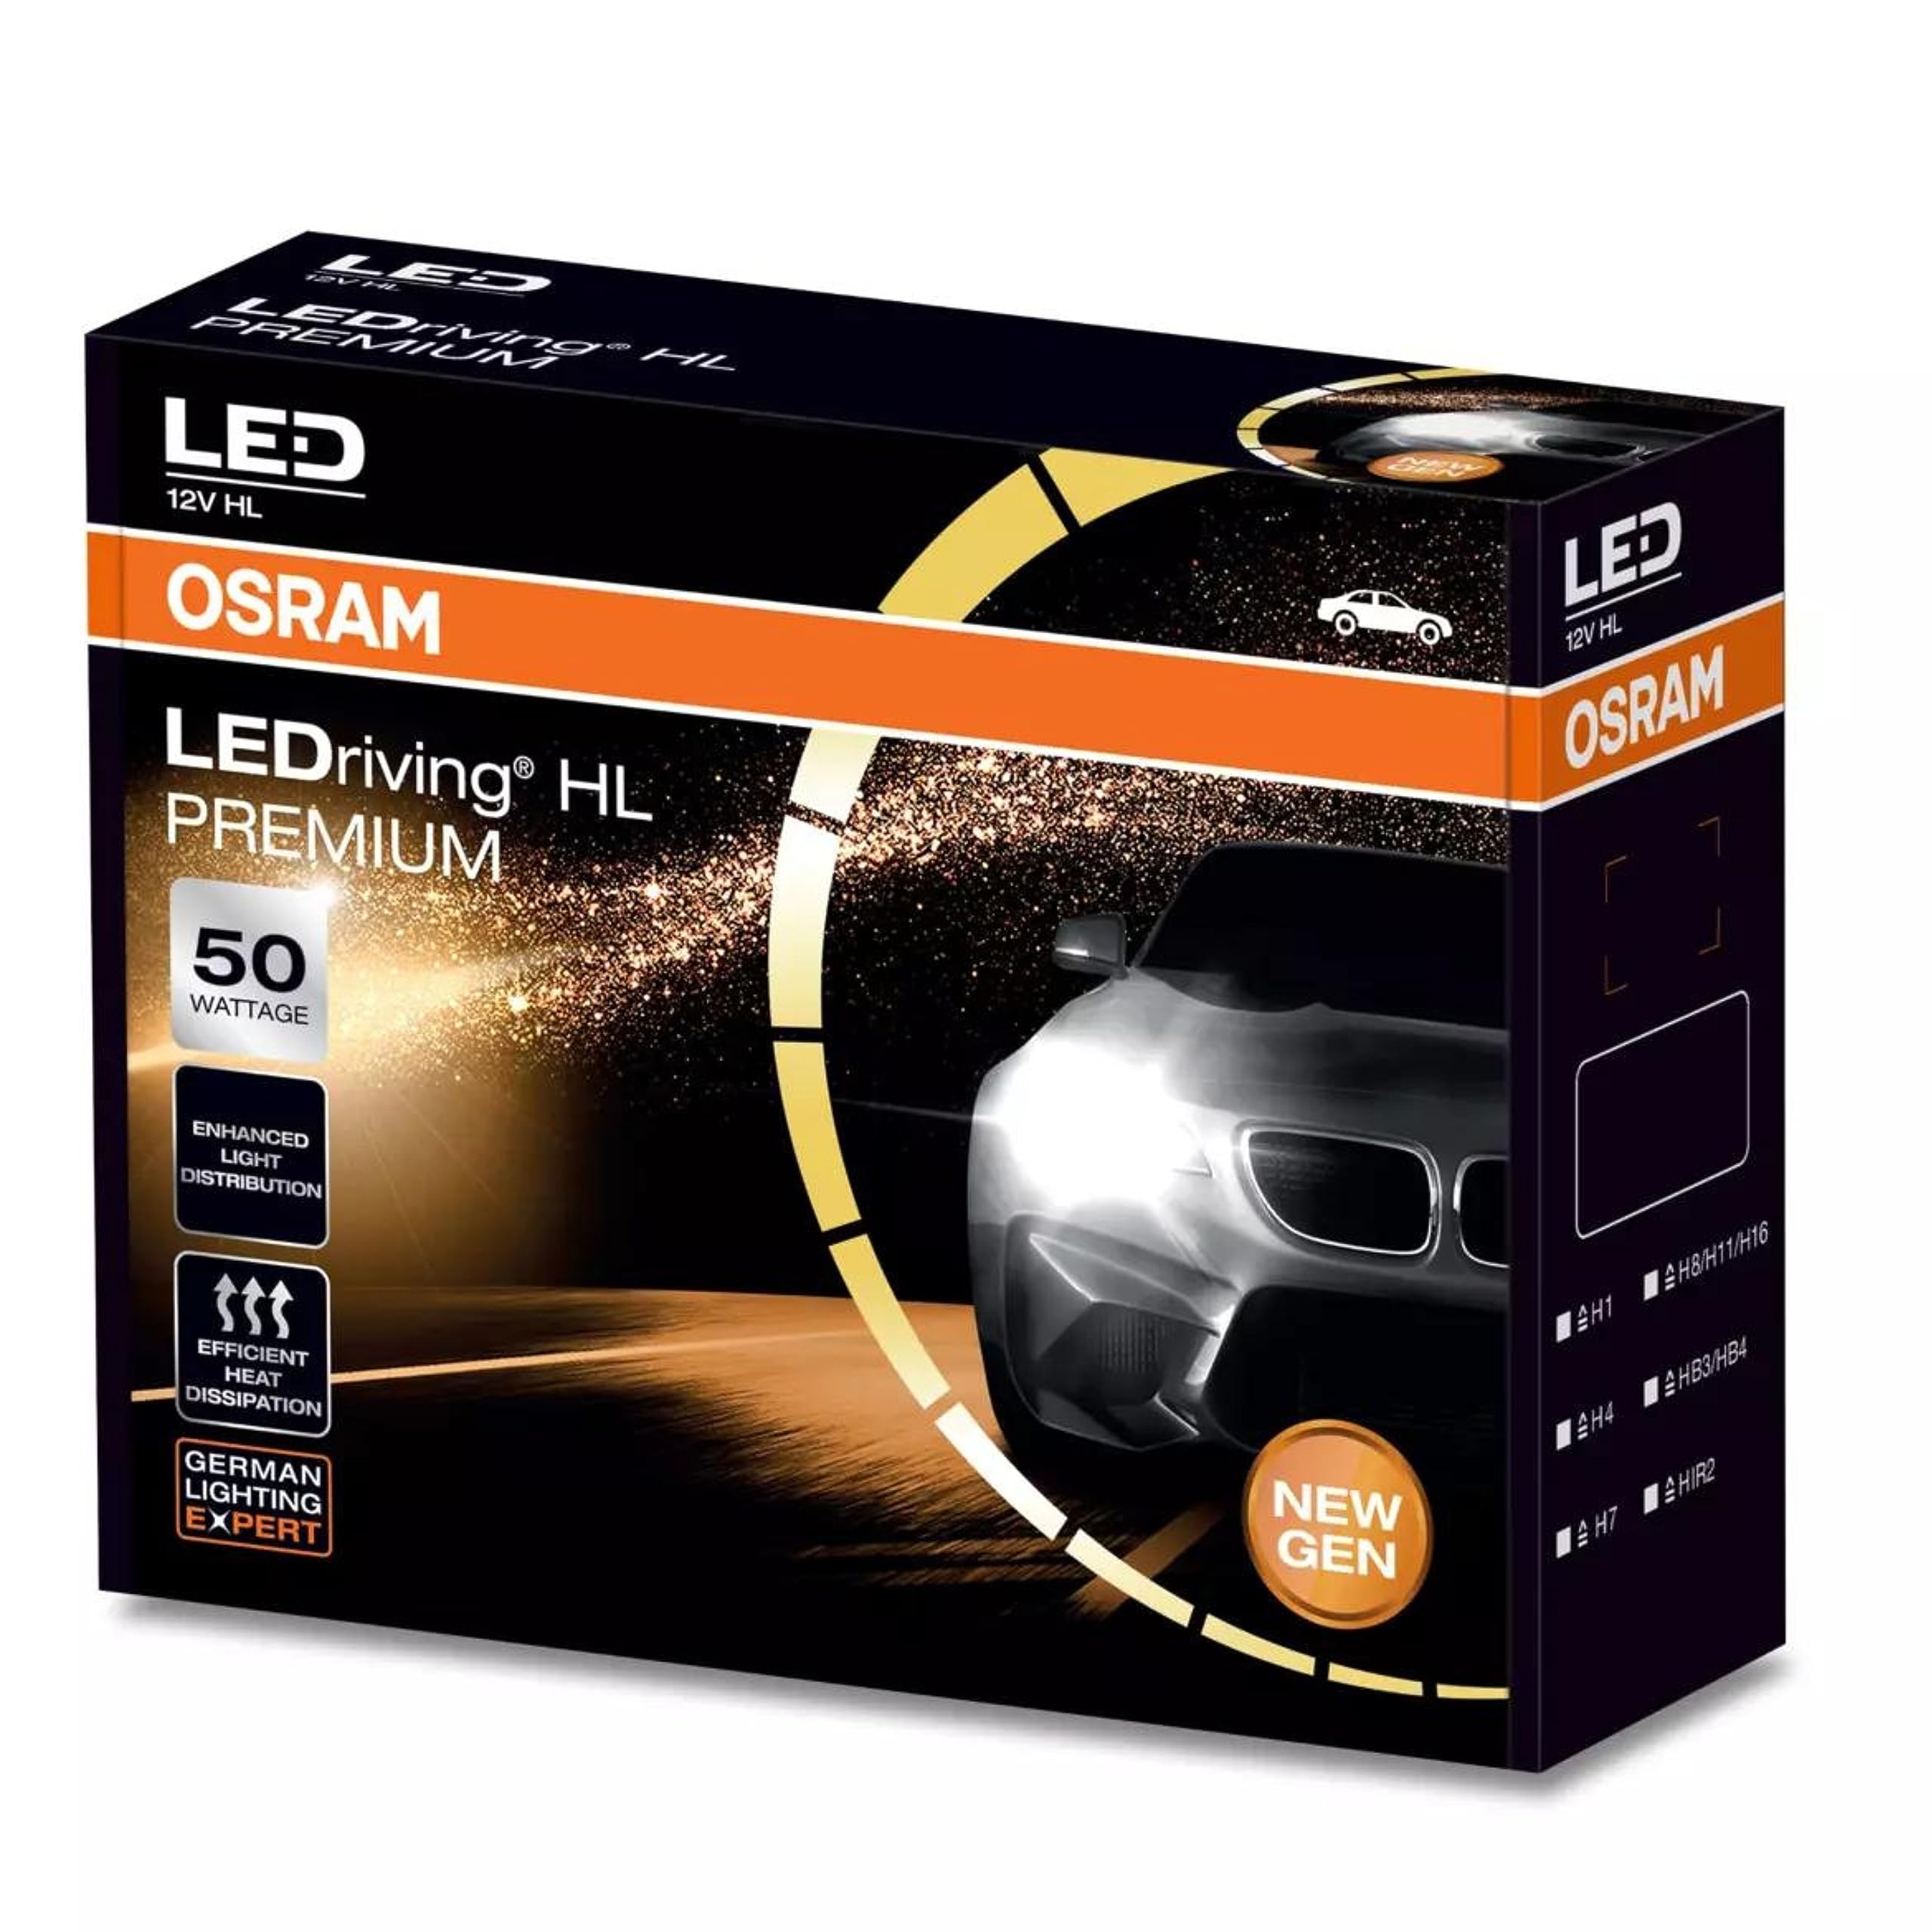 LED
12V HL
LEDriving® HL
PREMIUM
NEW
GEN
LED
12V HL
OSRAM
LEDriving® HL
PREMIUM
50
WATTAGE
ENHANCED
LIGHT
DISTRIBUTION
EFFICIENT
HEAT
DISSIPATION
GERMAN
LIGHTING
EXPERT
NEW
GEN
LED
12V HL
OSRAM
≙H1
≙H8/H11/H16
≙H4
≙HB3/HB4
≙H7
≙HIR2